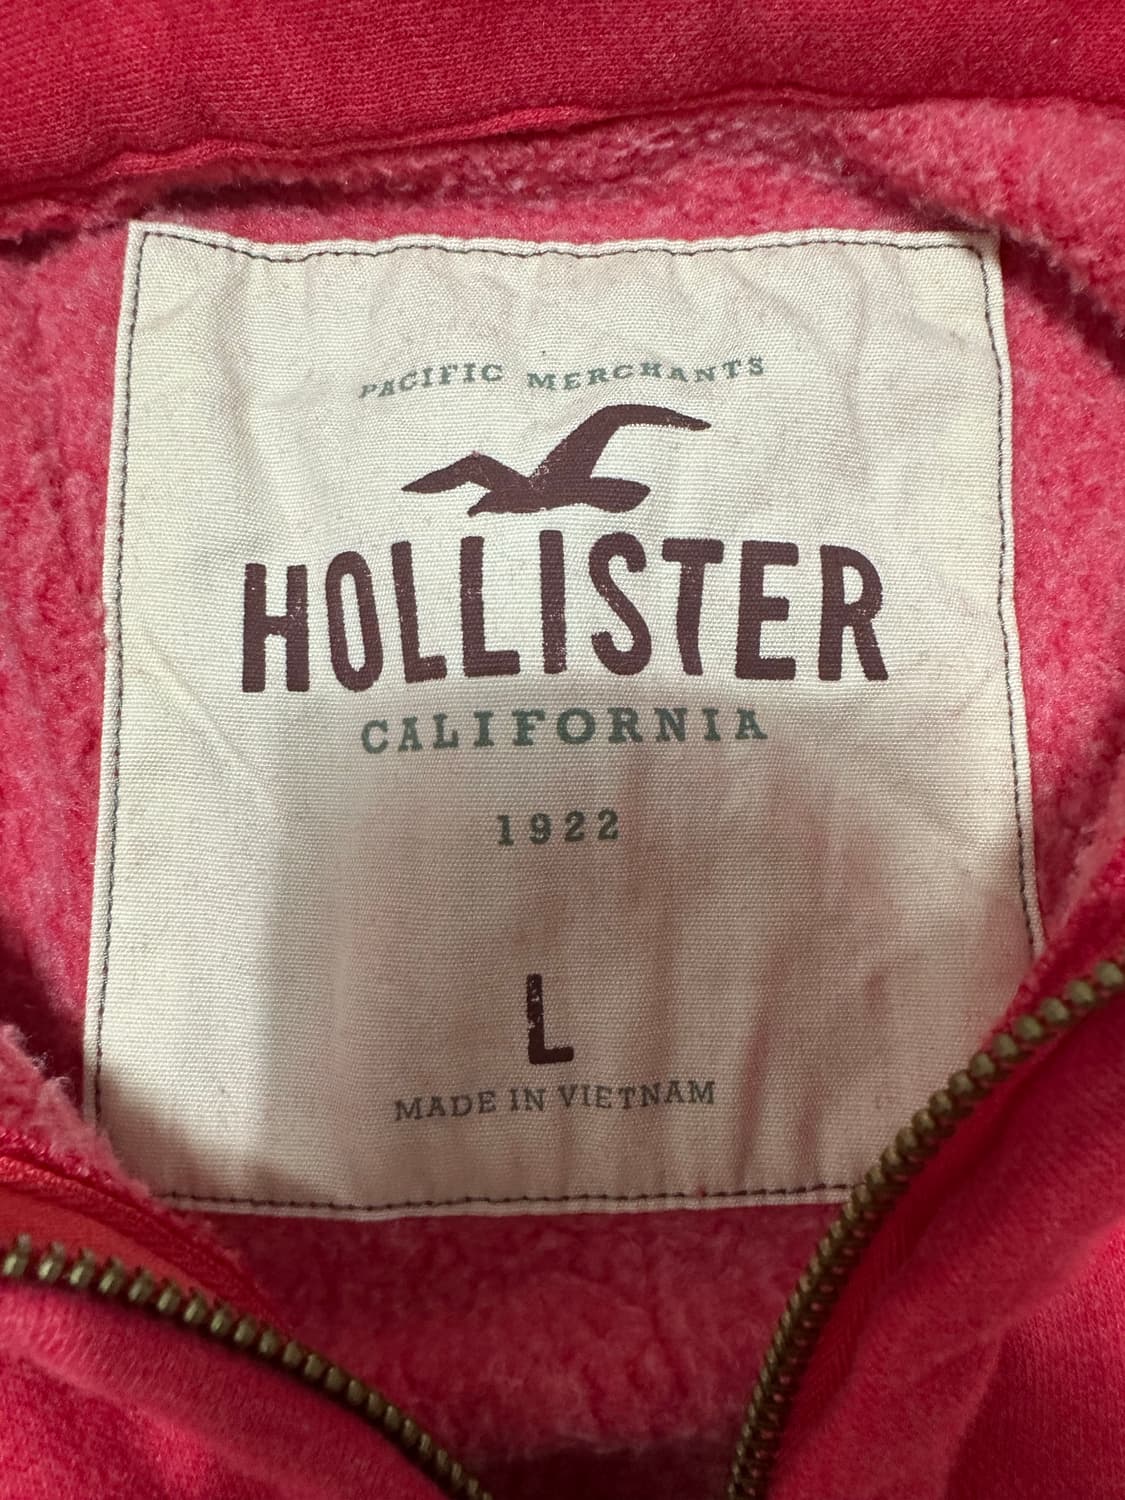 PACIFIC MERCHANTS
HOLLISTER
CALIFORNIA
1922
L
MADE IN VIETNAM